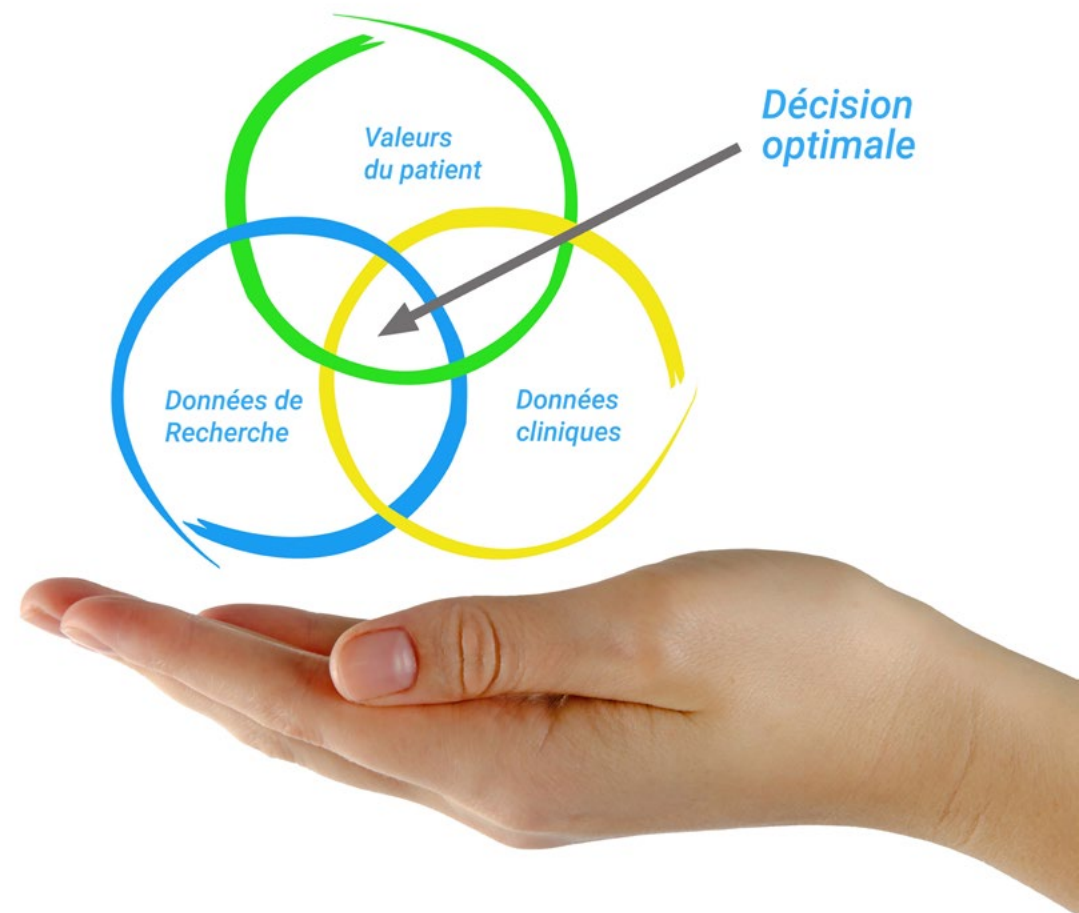 Décision
optimale
Valeurs
du patient
Données de
Recherche
Données
cliniques